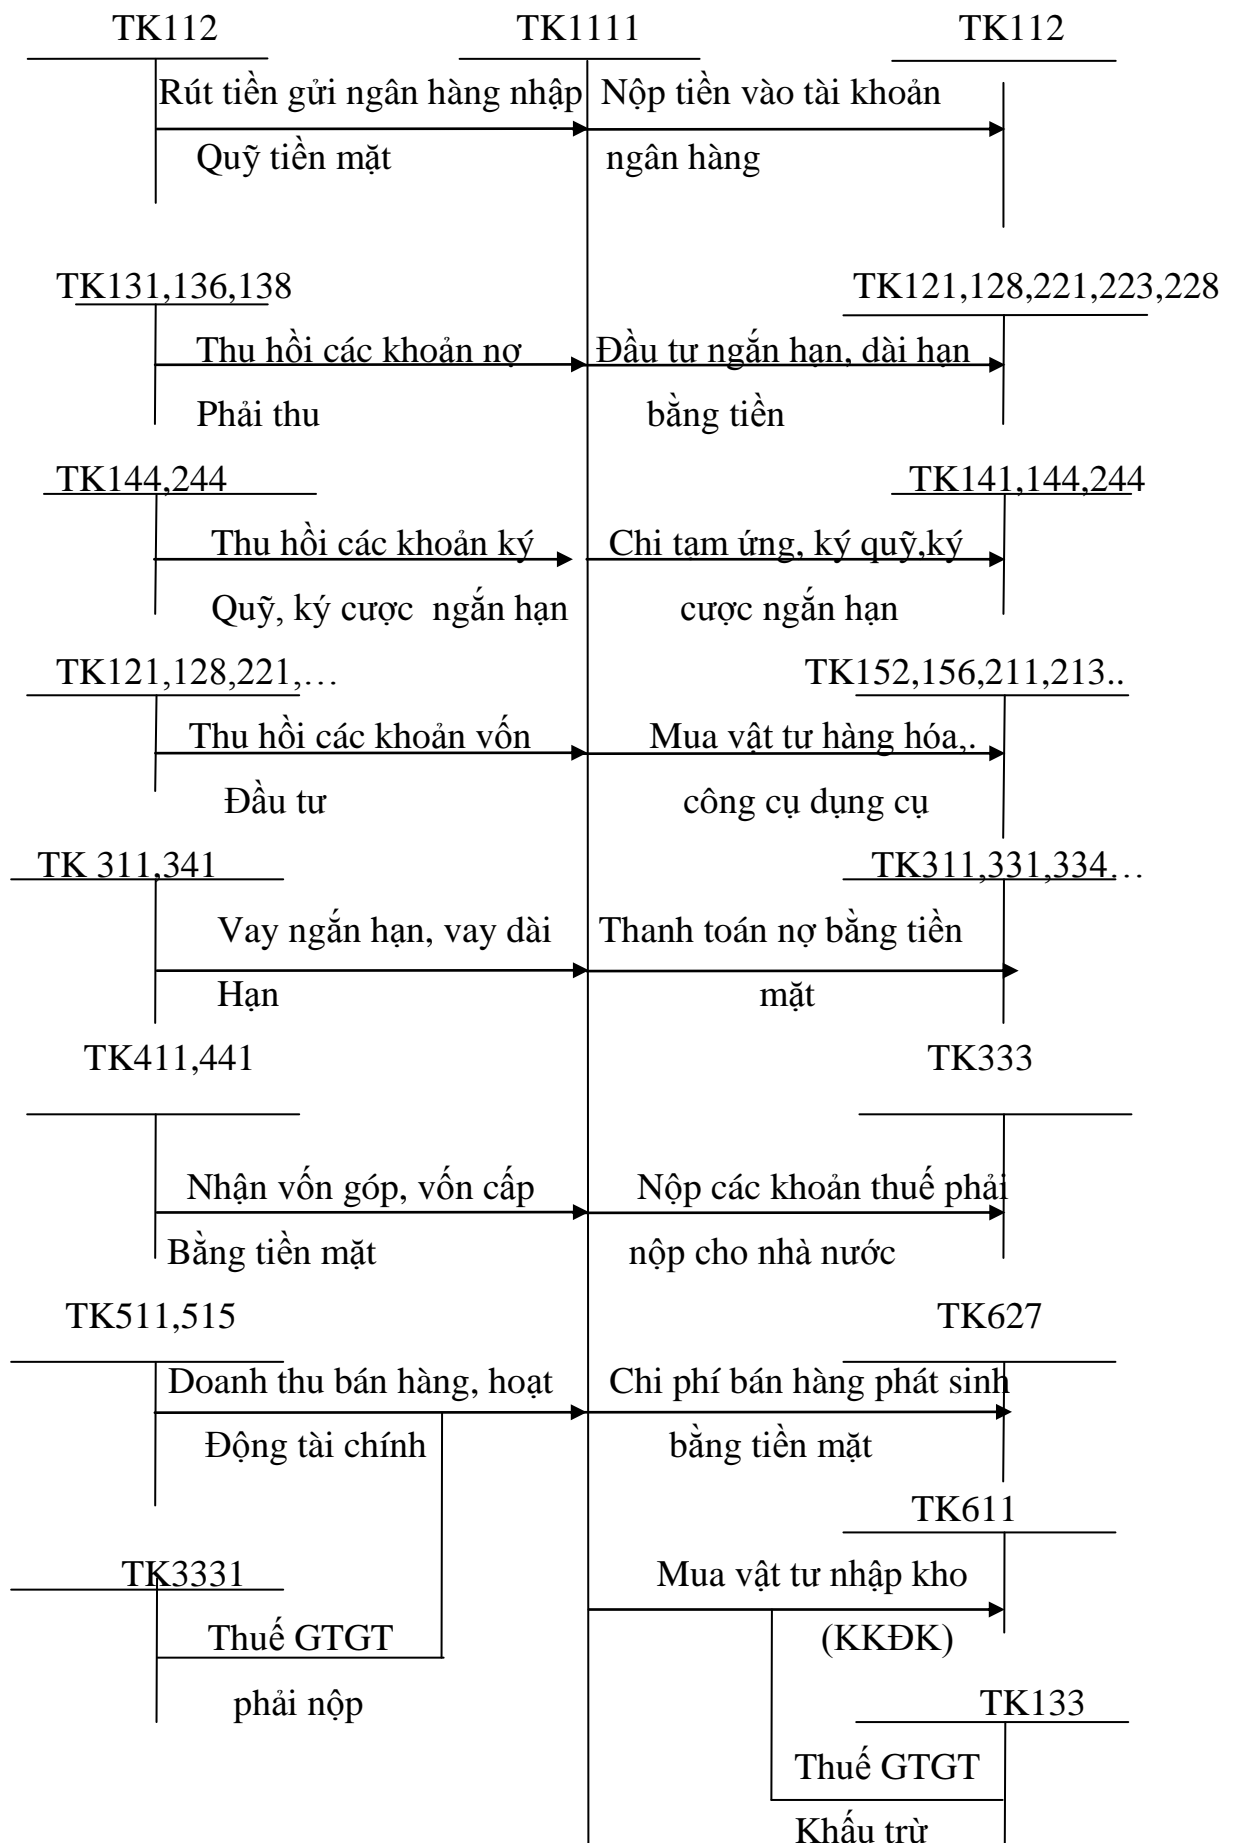 TK112 TK1111 TK112
Rút tiền gửi ngân hàng nhập Nộp tiền vào tài khoản
Quỹ tiền mặt ngân hàng
TK131,136,138 TK121,128,221,223,228
Thu hồi các khoản nợ Đầu tư ngắn hạn, dài hạn
Phải thu bằng tiền
TK144,244 TK141,144,244
Thu hồi các khoản ký Chi tạm ứng, ký quỹ,ký
Quỹ, ký cược ngắn hạn cược ngắn hạn
TK121,128,221,… TK152,156,211,213..
Thu hồi các khoản vốn Mua vật tư hàng hóa,.
Đầu tư công cụ dụng cụ
TK 311,341 TK311,331,334…
Vay ngắn hạn, vay dài Thanh toán nợ bằng tiền
Hạn mặt
TK411,441 TK333
Nhận vốn góp, vốn cấp Nộp các khoản thuế phải
Bằng tiền mặt nộp cho nhà nước
TK511,515 TK627
Doanh thu bán hàng, hoạt Chi phí bán hàng phát sinh
Động tài chính bằng tiền mặt
TK611
TK3331 Mua vật tư nhập kho
Thuế GTGT (KKĐK)
phải nộp TK133
Thuế GTGT
Khấu trừ